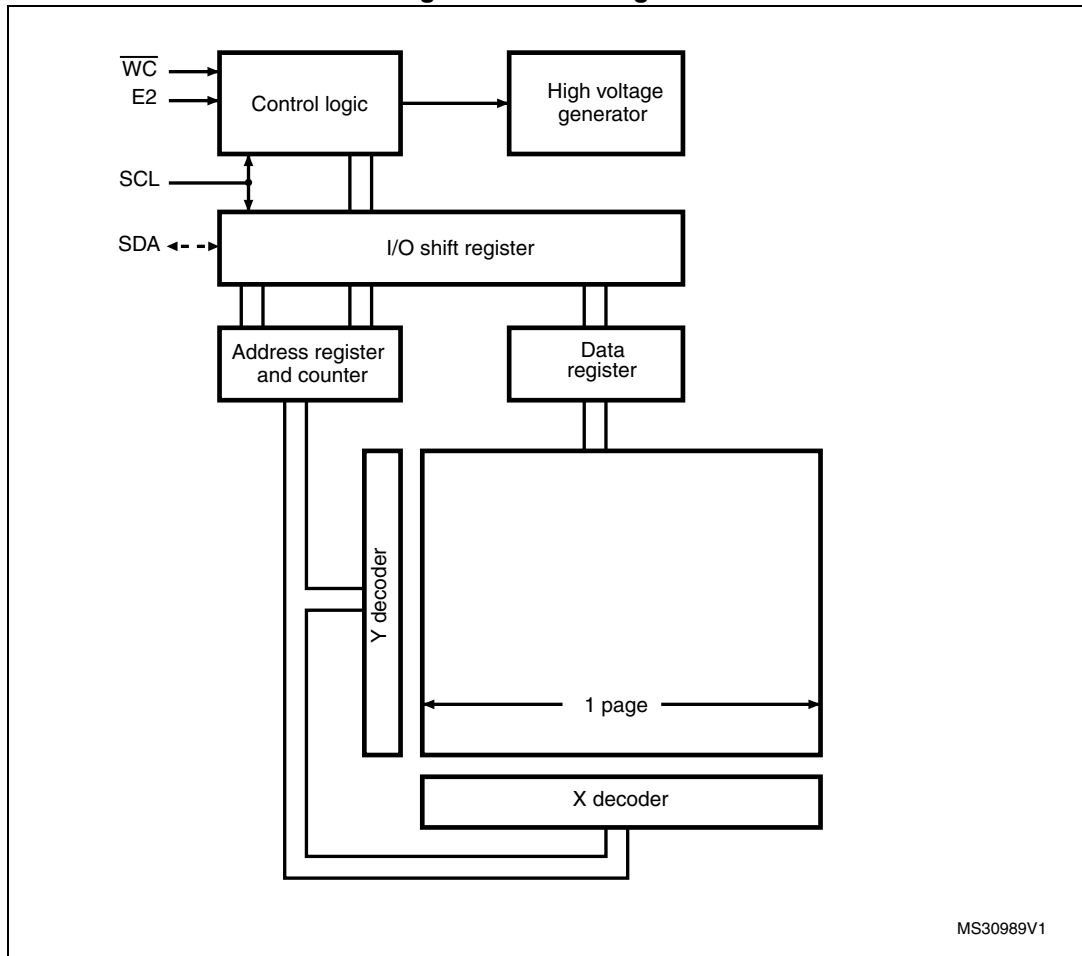 W̅C̅
E2
Control logic
High voltage
generator
SCL
SDA
I/O shift register
Address register
and counter
Data
register
Y decoder
1 page
X decoder
MS30989V1